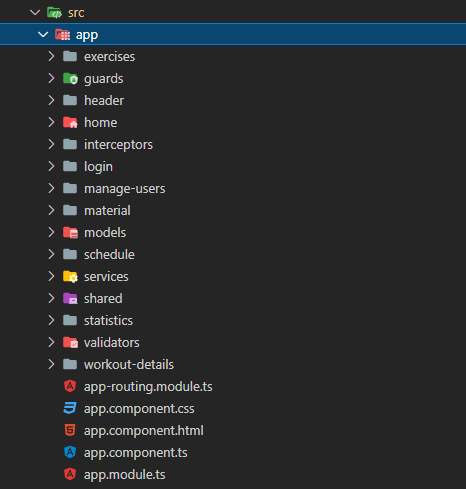 src
app
exercises
guards
header
home
interceptors
login
manage-users
material
models
schedule
services
shared
statistics
validators
workout-details
app-routing.module.ts
app.component.css
app.component.html
app.component.ts
app.module.ts